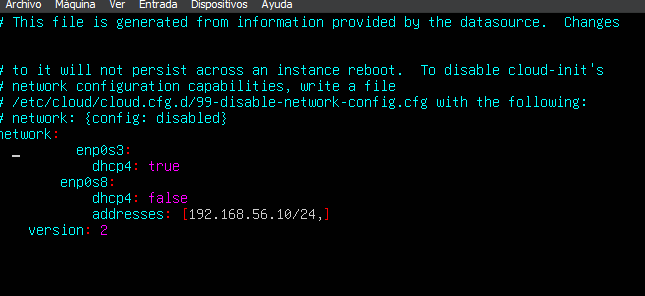 Archivo Máquina Ver Entrada Dispositivos Ayuda
# This file is generated from information provided by the datasource.  Changes
# to it will not persist across an instance reboot.  To disable cloud-init's
# network configuration capabilities, write a file
# /etc/cloud/cloud.cfg.d/99-disable-network-config.cfg with the following:
# network: {config: disabled}
network:
          enp0s3:
            dhcp4: true
        enp0s8:
            dhcp4: false
            addresses: [192.168.56.10/24,]
    version: 2